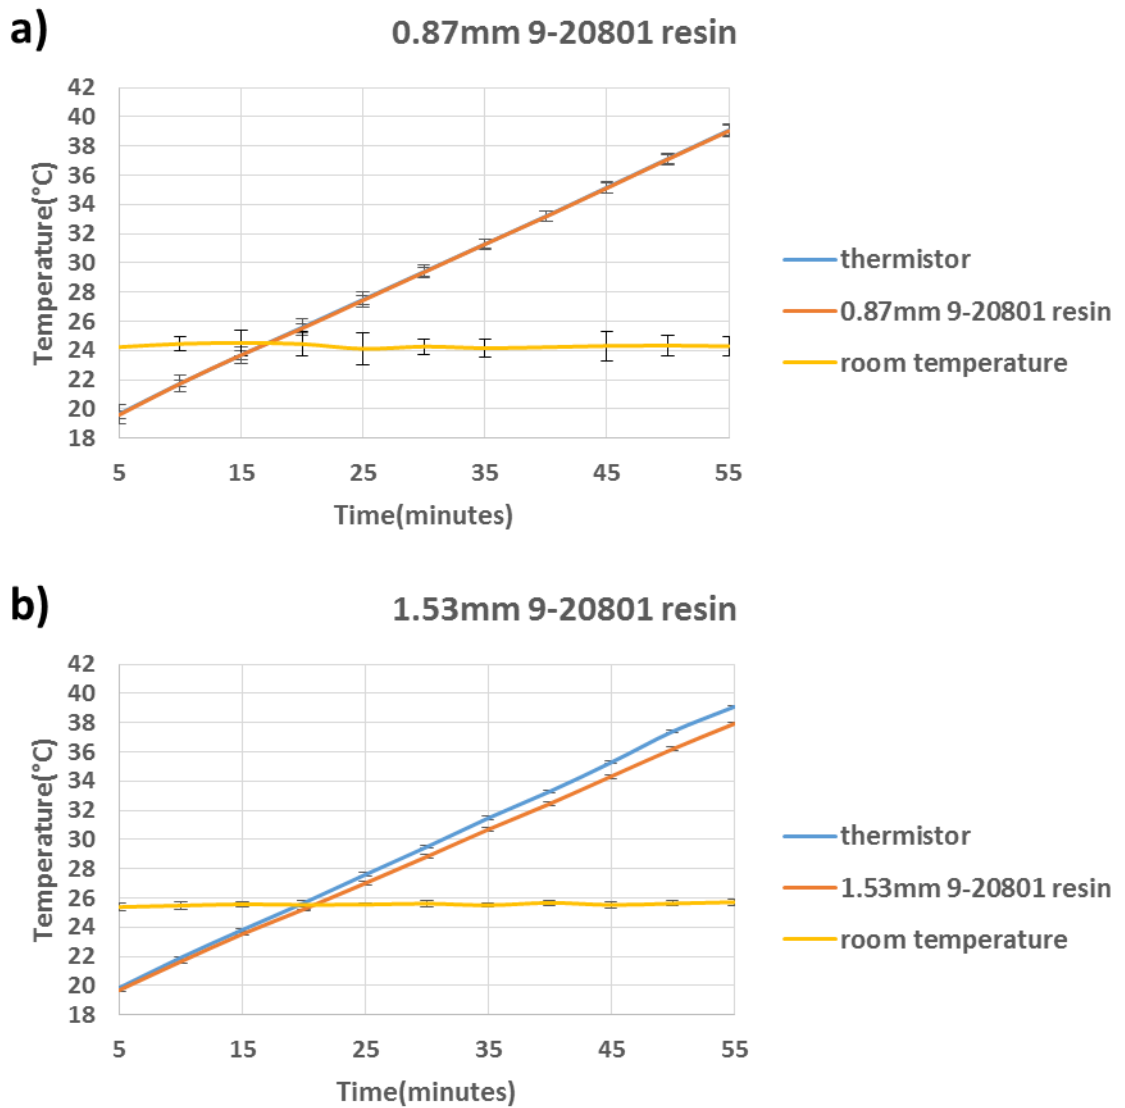 a)
0.87mm 9-20801 resin
42
40
38
36
34
32
30
28
26
24
22
20
18
Temperature(°C)
5 15 25 35 45 55
Time(minutes)
thermistor
0.87mm 9-20801 resin
room temperature
b)
1.53mm 9-20801 resin
42
40
38
36
34
32
30
28
26
24
22
20
18
Temperature(°C)
5 15 25 35 45 55
Time(minutes)
thermistor
1.53mm 9-20801 resin
room temperature